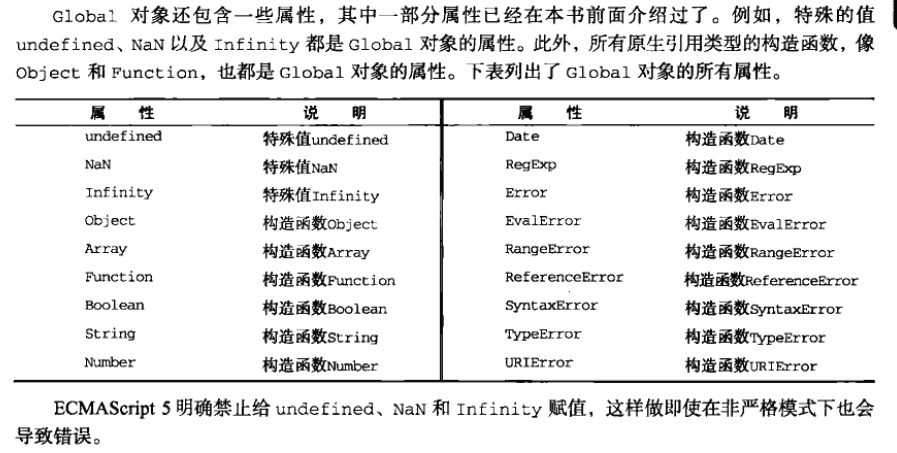 Global 对象还包含一些属性，其中一部分属性已经在本书前面介绍过了。例如，特殊的值
undefined、NaN 以及 Infinity 都是 Global 对象的属性。此外，所有原生引用类型的构造函数，像
Object 和 Function，也都是 Global 对象的属性。下表列出了 Global 对象的所有属性。
属 性 说 明 属 性 说 明
undefined 特殊值undefined Date 构造函数Date
NaN 特殊值NaN RegExp 构造函数RegExp
Infinity 特殊值Infinity Error 构造函数Error
Object 构造函数Object EvalError 构造函数EvalError
Array 构造函数Array RangeError 构造函数RangeError
Function 构造函数Function ReferenceError 构造函数ReferenceError
Boolean 构造函数Boolean SyntaxError 构造函数SyntaxError
String 构造函数String TypeError 构造函数TypeError
Number 构造函数Number URIError 构造函数URIError
ECMAScript 5 明确禁止给 undefined、NaN 和 Infinity 赋值，这样做即使在非严格模式下也会
导致错误。